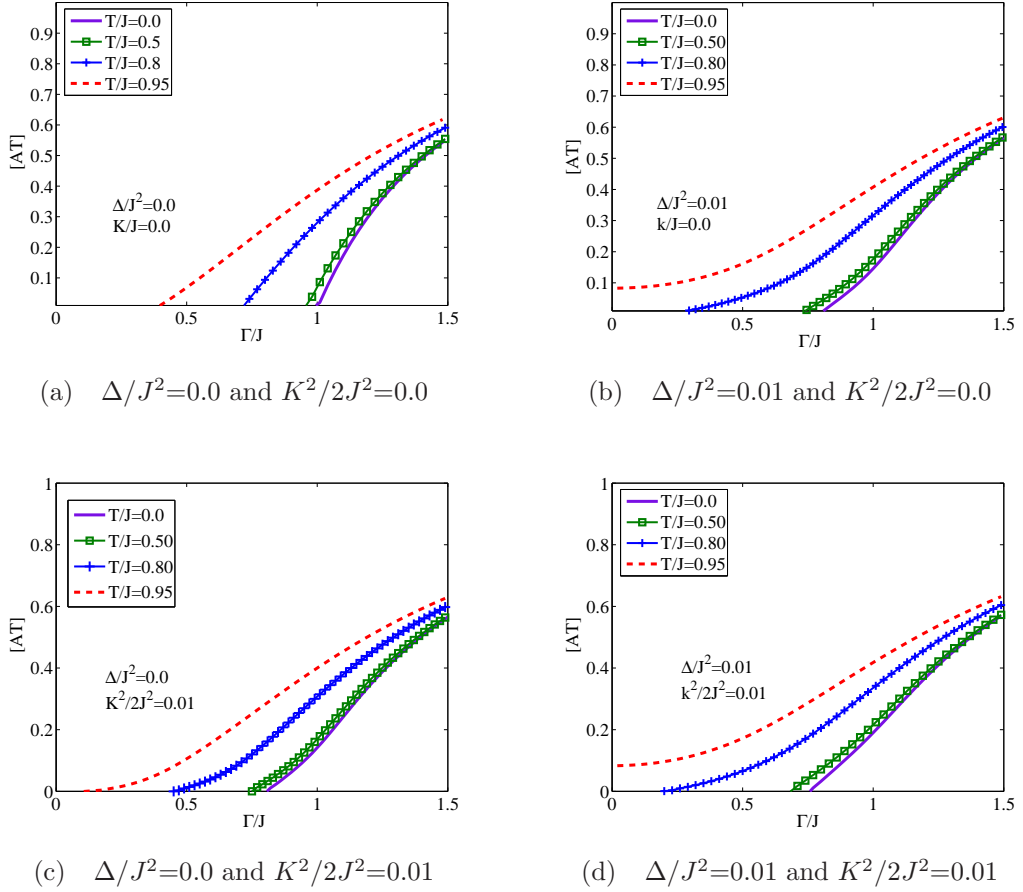 T/J=0.0
T/J=0.5
T/J=0.8
T/J=0.95
0.9
0.8
0.7
0.6
0.5
0.4
0.3
0.2
0.1
[AT]
Δ/J²=0.0
K/J=0.0
0
0.5
1
1.5
Γ/J
(a) Δ/J²=0.0 and K²/2J²=0.0
T/J=0.0
T/J=0.50
T/J=0.80
T/J=0.95
0.9
0.8
0.7
0.6
0.5
0.4
0.3
0.2
0.1
[AT]
Δ/J²=0.01
k/J=0.0
0
0.5
1
1.5
Γ/J
(b) Δ/J²=0.01 and K²/2J²=0.0
T/J=0.0
T/J=0.50
T/J=0.80
T/J=0.95
1
0.8
0.6
0.4
0.2
0
[AT]
Δ/J²=0.0
K²/2J²=0.01
0
0.5
1
1.5
Γ/J
(c) Δ/J²=0.0 and K²/2J²=0.01
T/J=0.0
T/J=0.50
T/J=0.80
T/J=0.95
1
0.8
0.6
0.4
0.2
0
[AT]
Δ/J²=0.01
k²/2J²=0.01
0
0.5
1
1.5
Γ/J
(d) Δ/J²=0.01 and K²/2J²=0.01